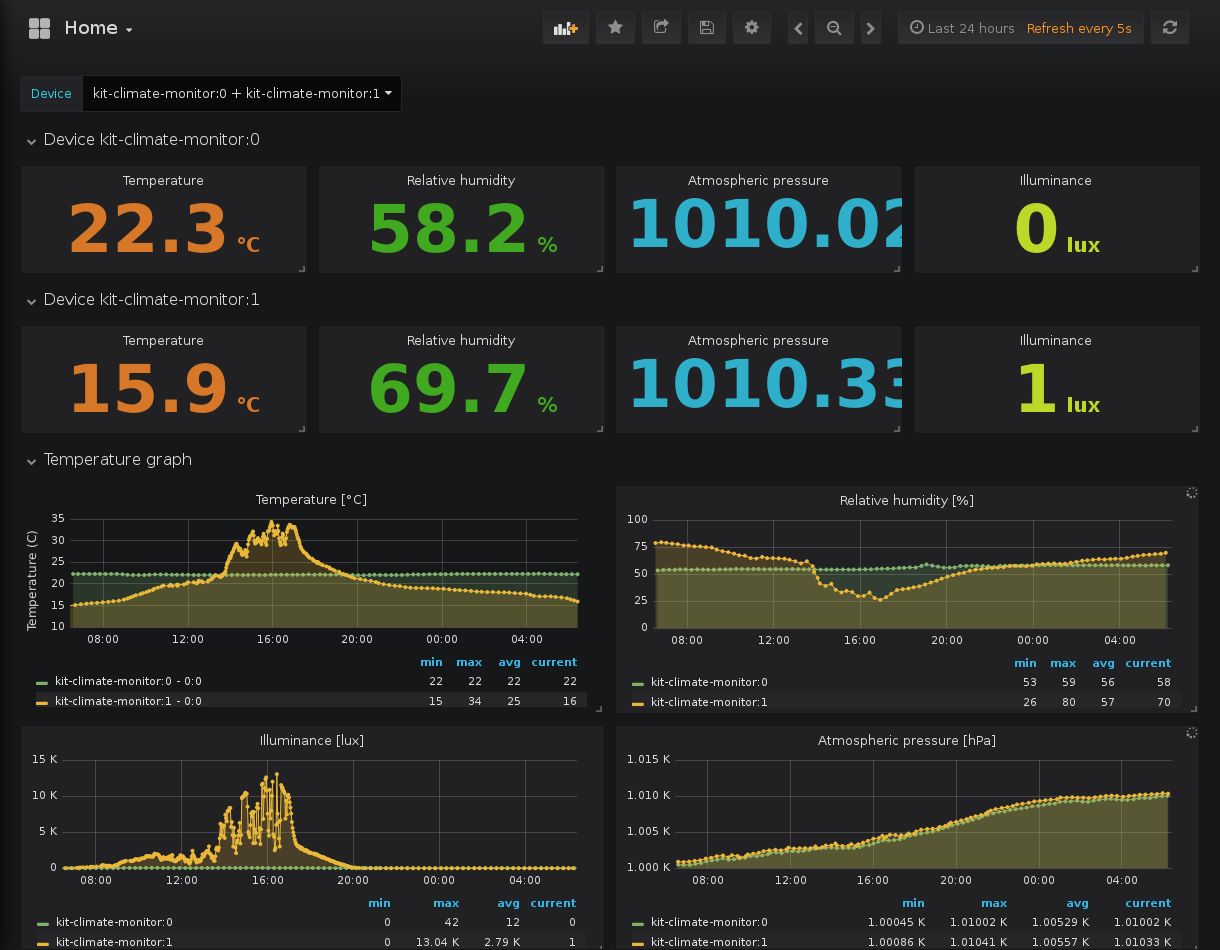 Home
Last 24 hours Refresh every 5s
Device kit-climate-monitor:0 + kit-climate-monitor:1
Device kit-climate-monitor:0
Temperature Relative humidity Atmospheric pressure Illuminance
22.3 °C 58.2 % 1010.02 0 lux
Device kit-climate-monitor:1
Temperature Relative humidity Atmospheric pressure Illuminance
15.9 °C 69.7 % 1010.33 1 lux
Temperature graph
Temperature [°C]
Temperature (C)
35
30
25
20
15
10
08:00 12:00 16:00 20:00 00:00 04:00
min max avg current
kit-climate-monitor:0 - 0:0 22 22 22 22
kit-climate-monitor:1 - 0:0 15 34 25 16
Relative humidity [%]
100
75
50
25
0
08:00 12:00 16:00 20:00 00:00 04:00
min max avg current
kit-climate-monitor:0 53 59 56 58
kit-climate-monitor:1 26 80 57 70
Illuminance [lux]
15 K
10 K
5 K
0
08:00 12:00 16:00 20:00 00:00 04:00
min max avg current
kit-climate-monitor:0 0 42 12 0
kit-climate-monitor:1 0 13.04 K 2.79 K 1
Atmospheric pressure [hPa]
1.015 K
1.010 K
1.005 K
1.000 K
08:00 12:00 16:00 20:00 00:00 04:00
min max avg current
kit-climate-monitor:0 1.00045 K 1.01002 K 1.00529 K 1.01002 K
kit-climate-monitor:1 1.00086 K 1.01041 K 1.00557 K 1.01033 K